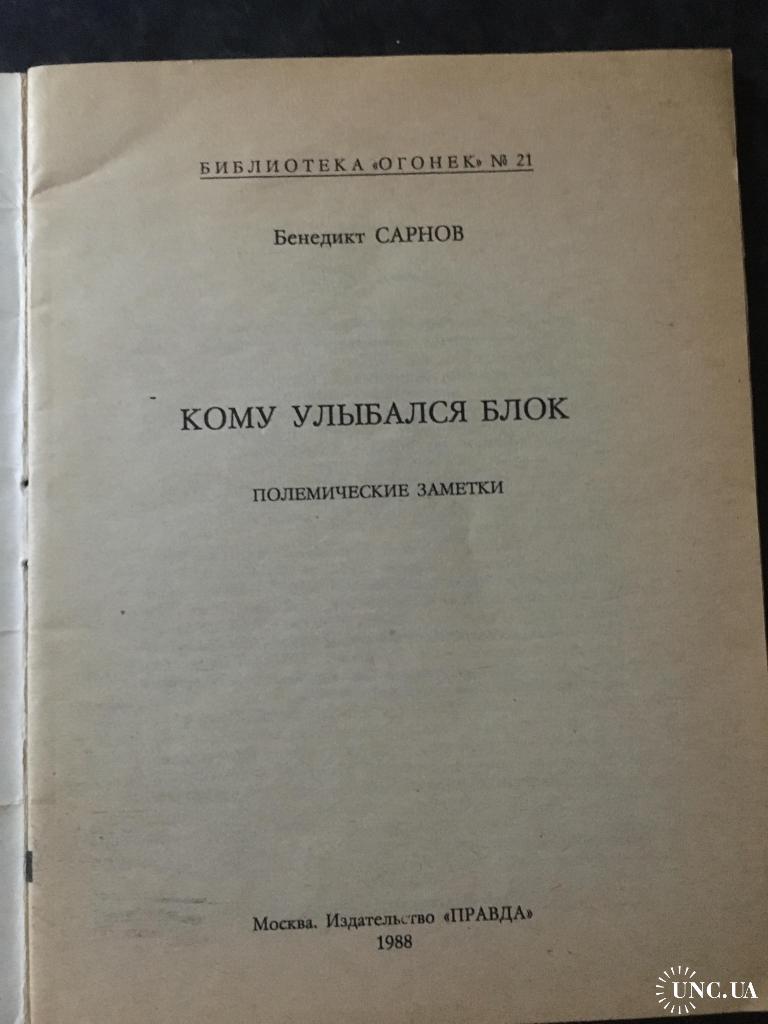 БИБЛИОТЕКА «ОГОНЕК» № 21
Бенедикт САРНОВ
КОМУ УЛЫБАЛСЯ БЛОК
ПОЛЕМИЧЕСКИЕ ЗАМЕТКИ
Москва. Издательство «ПРАВДА»
1988
UNC.UA